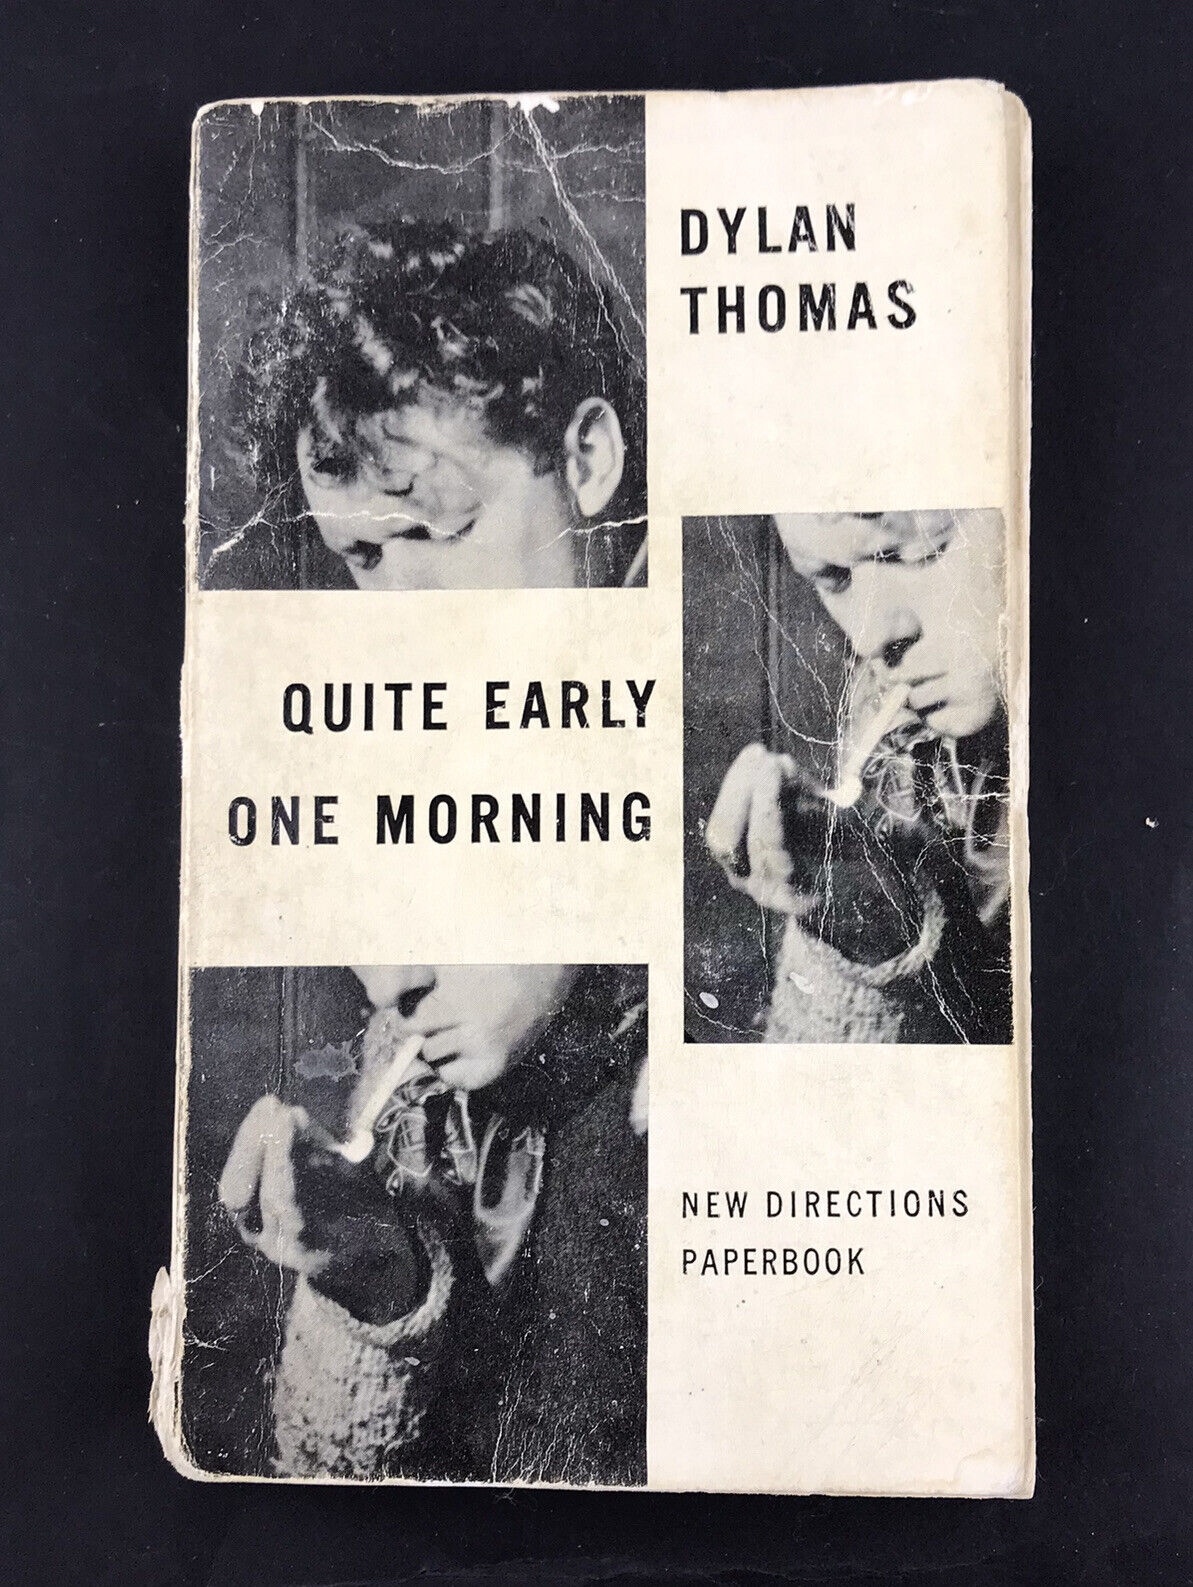 DYLAN
THOMAS
QUITE EARLY
ONE MORNING
NEW DIRECTIONS
PAPERBOOK